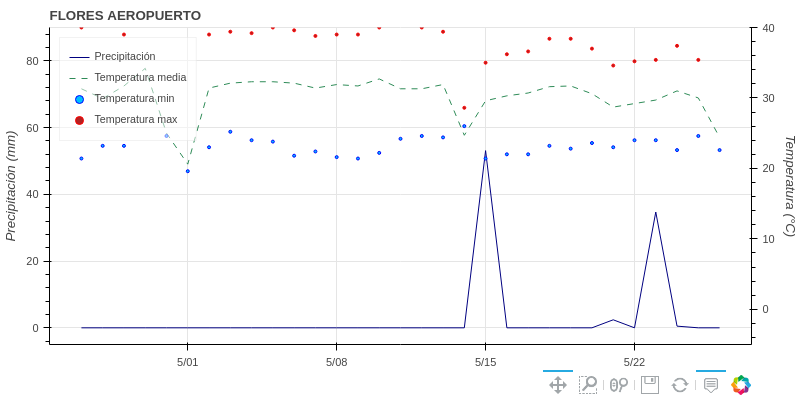 FLORES AEROPUERTO
Precipitación
Temperatura media
Temperatura min
Temperatura max
Precipitación (mm)
80
60
40
20
0
40
30
20
10
0
Temperatura (°C)
5/01
5/08
5/15
5/22